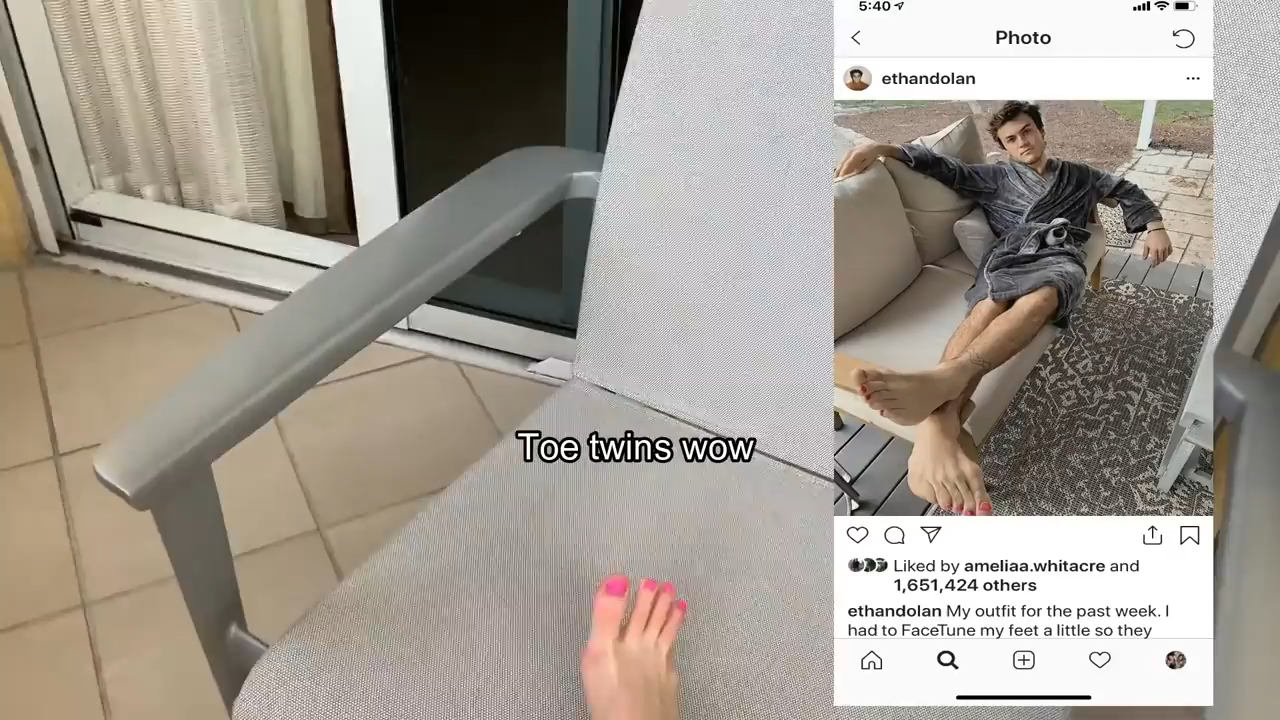 Toe twins wow
5:40
Photo
ethandolan
Liked by ameliaa.whitacre and
1,651,424 others
ethandolan My outfit for the past week. I
had to FaceTune my feet a little so they